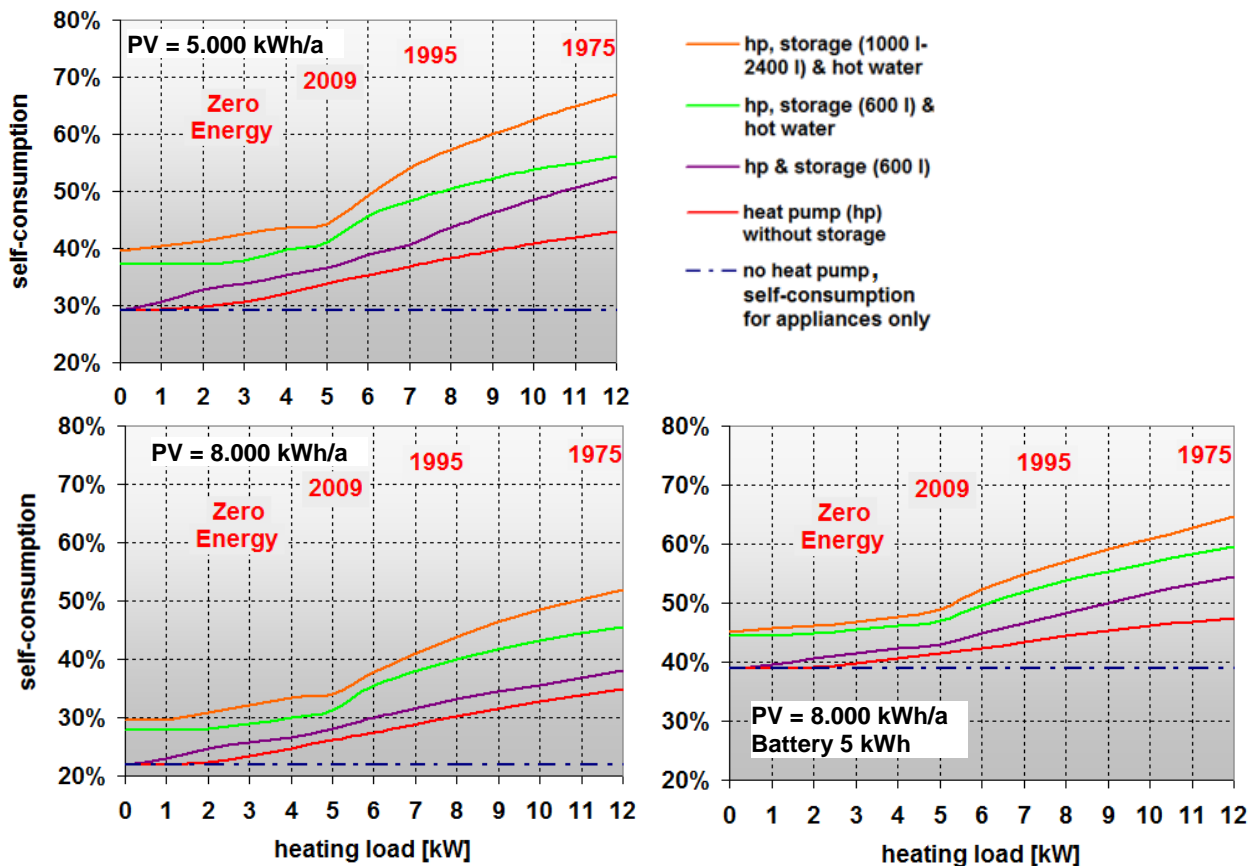 80%
70%
60%
50%
40%
30%
20%
self-consumption
PV = 5.000 kWh/a
Zero
Energy
2009
1995
1975
0 1 2 3 4 5 6 7 8 9 10 11 12
hp, storage (1000 l-
2400 l) & hot water
hp, storage (600 l) &
hot water
hp & storage (600 l)
heat pump (hp)
without storage
no heat pump,
self-consumption
for appliances only
80%
70%
60%
50%
40%
30%
20%
self-consumption
PV = 8.000 kWh/a
Zero
Energy
2009
1995
1975
0 1 2 3 4 5 6 7 8 9 10 11 12
heating load [kW]
80%
70%
60%
50%
40%
30%
20%
Zero
Energy
2009
1995
1975
PV = 8.000 kWh/a
Battery 5 kWh
0 1 2 3 4 5 6 7 8 9 10 11 12
heating load [kW]